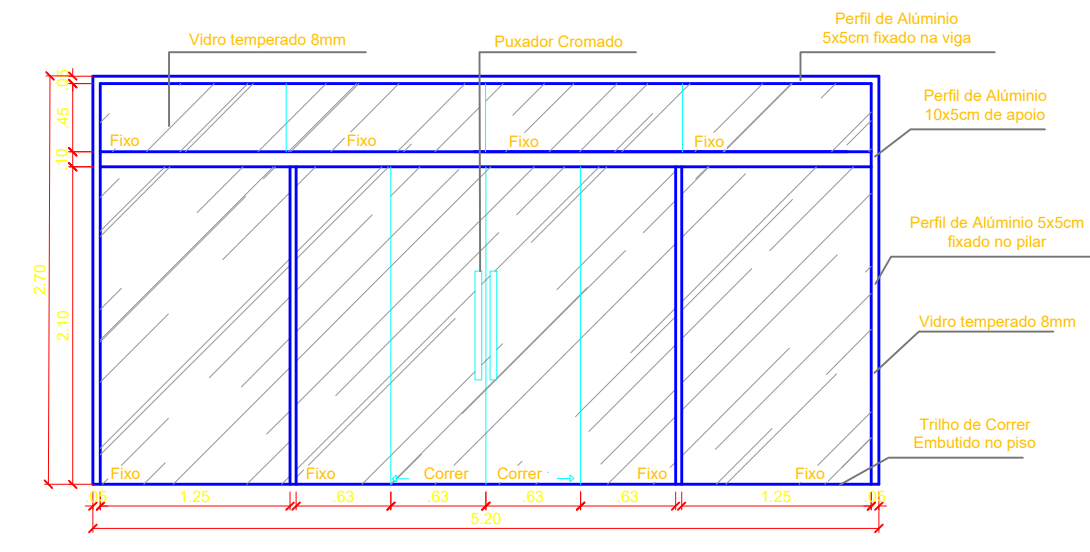 Perfil de Alúminio
5x5cm fixado na viga
Vidro temperado 8mm
Puxador Cromado
.05
.45
.10
2.10
2.70
Fixo
Fixo
Fixo
Fixo
Perfil de Alúminio
10x5cm de apoio
Perfil de Alúminio 5x5cm
fixado no pilar
Vidro temperado 8mm
Trilho de Correr
Embutido no piso
Fixo
Fixo
Correr
Correr
Fixo
Fixo
.05
1.25
.63
.63
.63
.63
1.25
.05
5.20